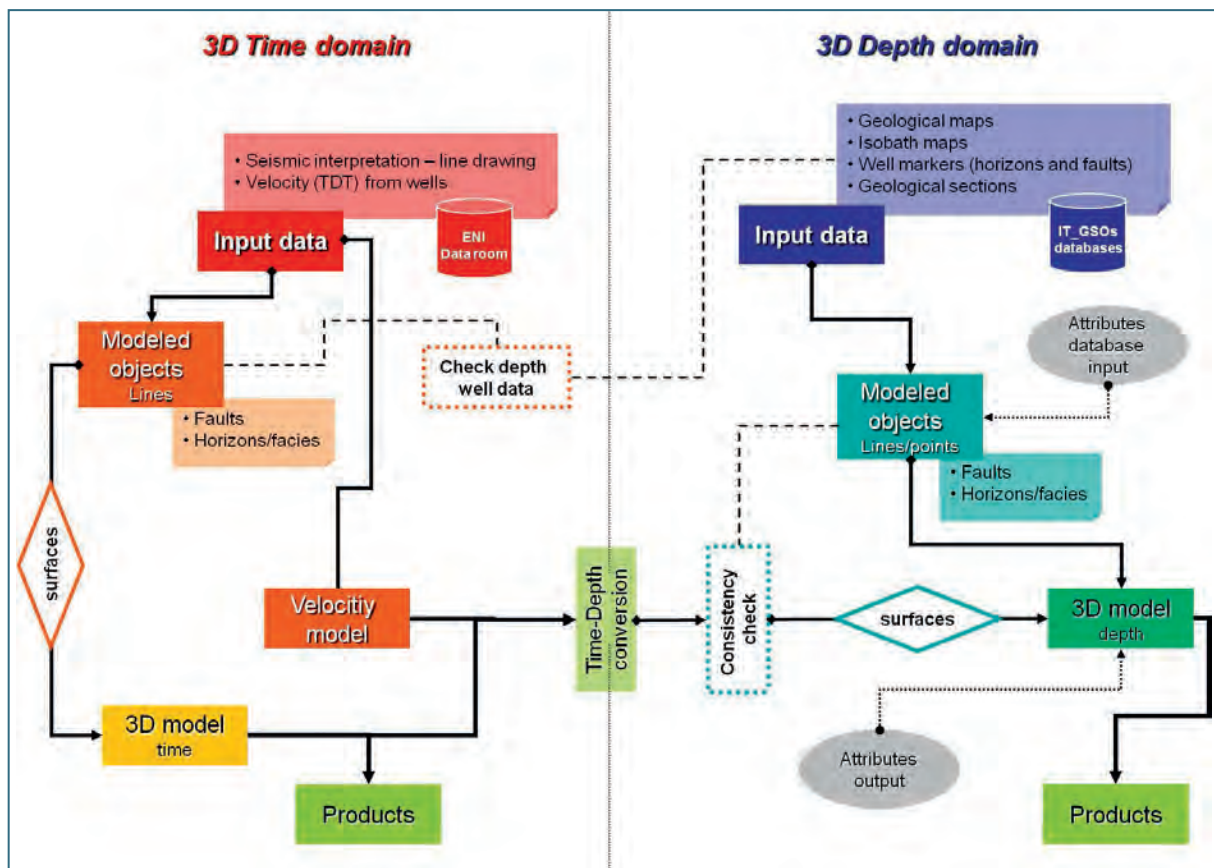 3D Time domain
• Seismic interpretation – line drawing
• Velocity (TDT) from wells
Input data
ENI
Data room
Modeled
objects
Lines
• Faults
• Horizons/facies
Check depth
well data
surfaces
Velocitiy
model
3D model
time
Products
Time-Depth
conversion
3D Depth domain
• Geological maps
• Isobath maps
• Well markers (horizons and faults)
• Geological sections
Input data
IT_GSOs
databases
Attributes
database
input
Modeled
objects
Lines/points
• Faults
• Horizons/facies
Consistency
check
surfaces
3D model
depth
Attributes
output
Products